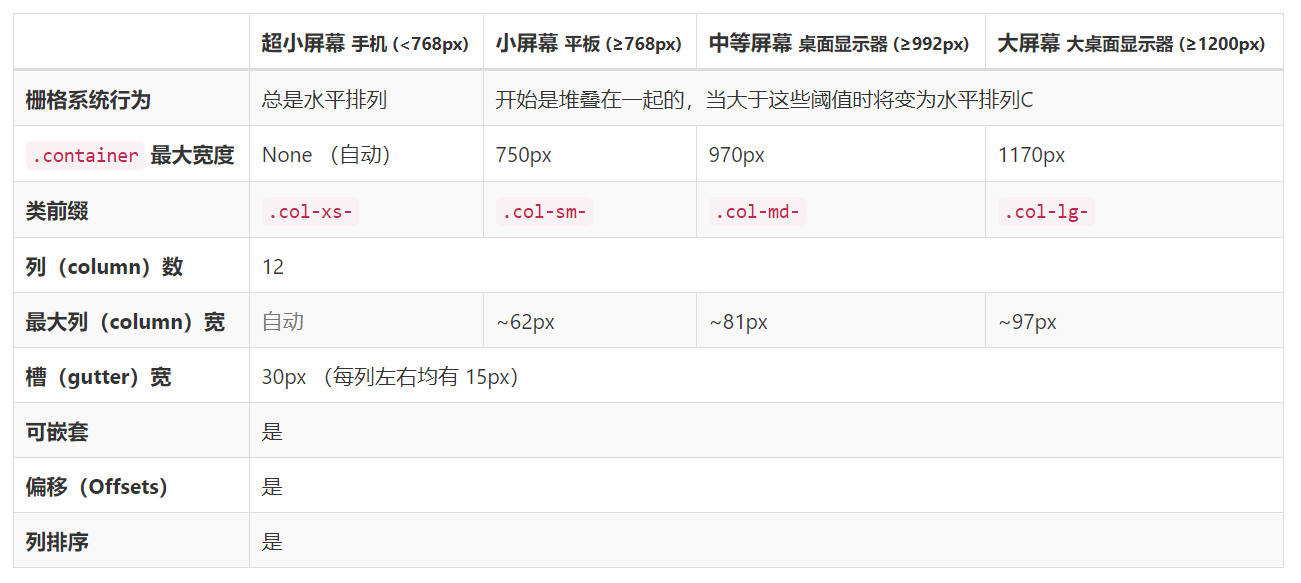 超小屏幕 手机 (<768px) 小屏幕 平板 (≥768px) 中等屏幕 桌面显示器 (≥992px) 大屏幕 大桌面显示器 (≥1200px)
栅格系统行为 总是水平排列 开始是堆叠在一起的，当大于这些阈值时将变为水平排列C
.container 最大宽度 None （自动） 750px 970px 1170px
类前缀 .col-xs- .col-sm- .col-md- .col-lg-
列（column）数 12
最大列（column）宽 自动 ~62px ~81px ~97px
槽（gutter）宽 30px （每列左右均有 15px）
可嵌套 是
偏移（Offsets） 是
列排序 是